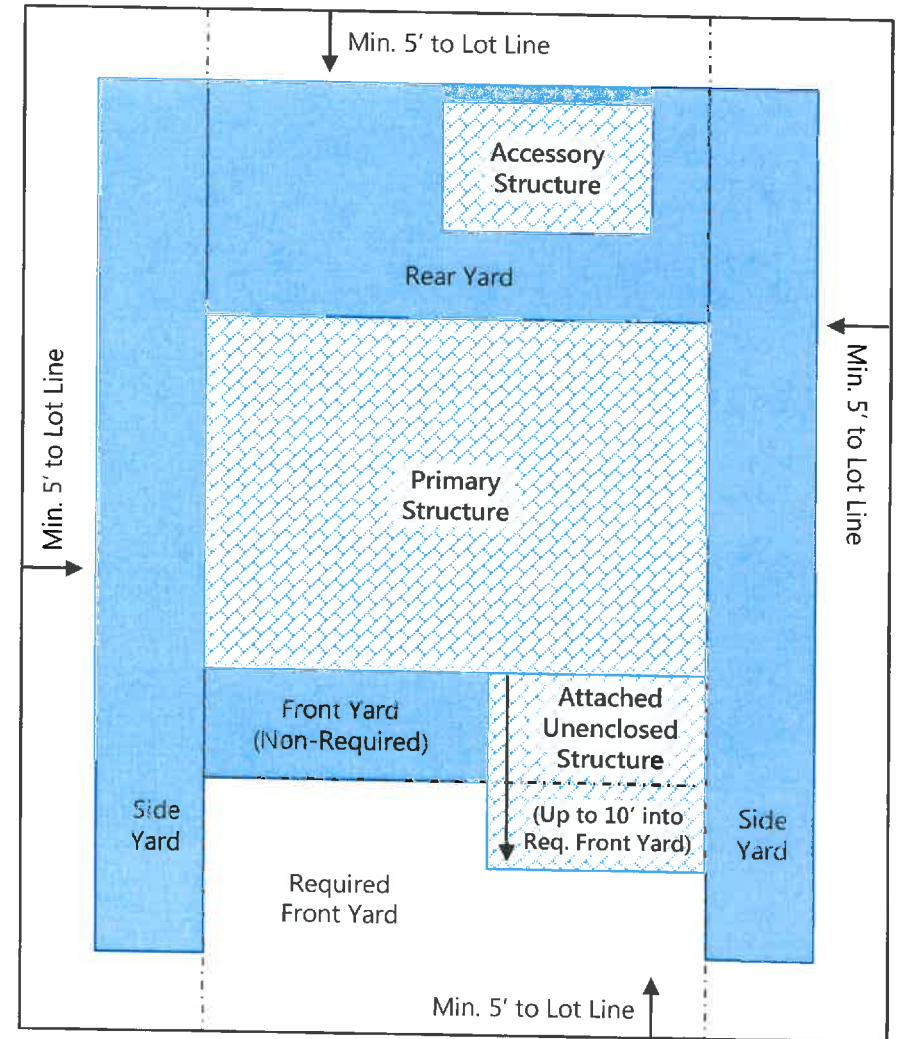 Min. 5' to Lot Line
Accessory
Structure
Rear Yard
Min. 5' to Lot Line
Min. 5' to Lot Line
Primary
Structure
Front Yard
(Non-Required)
Attached
Unenclosed
Structure
(Up to 10' into
Req. Front Yard)
Side
Yard
Side
Yard
Required
Front Yard
Min. 5' to Lot Line